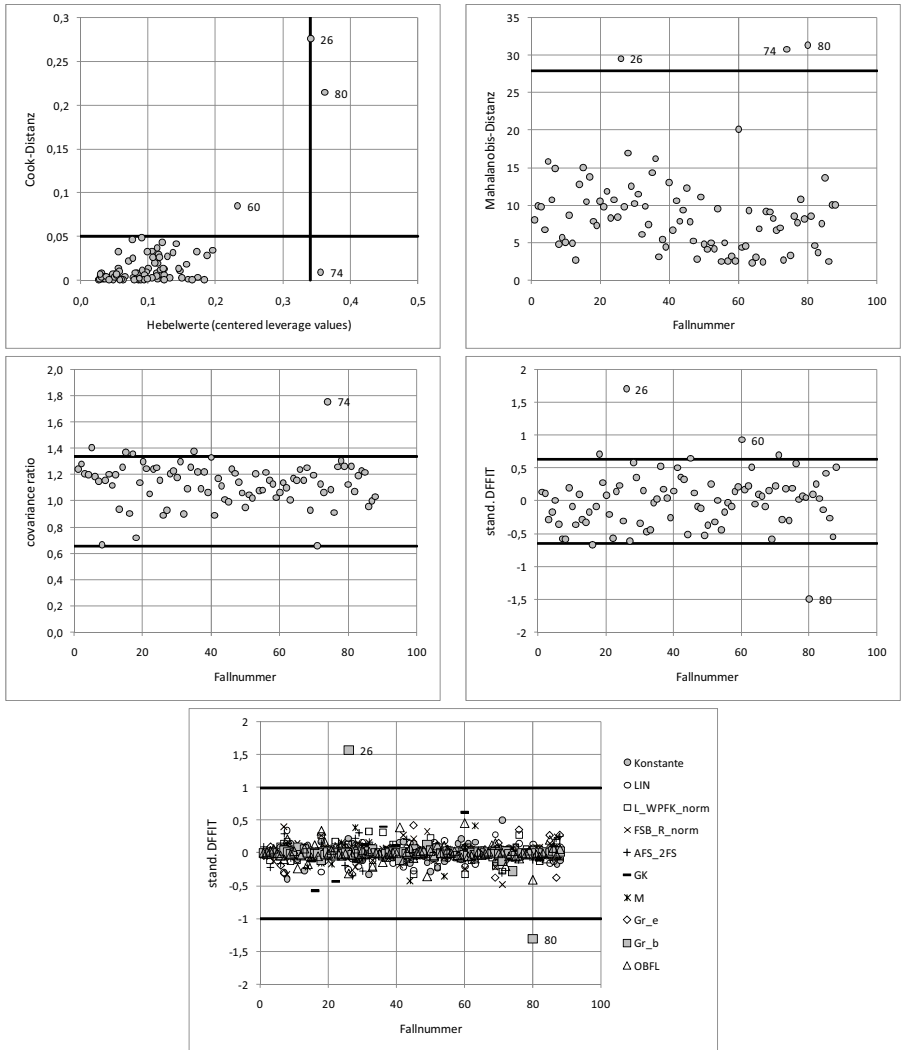 0,3
0,25
0,2
0,15
0,1
0,05
0
0,0 0,1 0,2 0,3 0,4 0,5
Cook-Distanz
Hebelwerte (centered leverage values)
26
80
60
74
35
30
25
20
15
10
5
0
0 20 40 60 80 100
Mahalanobis-Distanz
Fallnummer
26
74
80
2,0
1,8
1,6
1,4
1,2
1,0
0,8
0,6
0,4
0,2
0,0
0 20 40 60 80 100
covariance ratio
Fallnummer
74
2
1,5
1
0,5
0
-0,5
-1
-1,5
-2
0 20 40 60 80 100
stand. DFFIT
Fallnummer
26
60
80
2
1,5
1
0,5
0
-0,5
-1
-1,5
-2
0 20 40 60 80 100
stand. DFFIT
Fallnummer
26
80
Konstante
LIN
L_WPFK_norm
FSB_R_norm
AFS_2FS
GK
M
Gr_e
Gr_b
OBFL